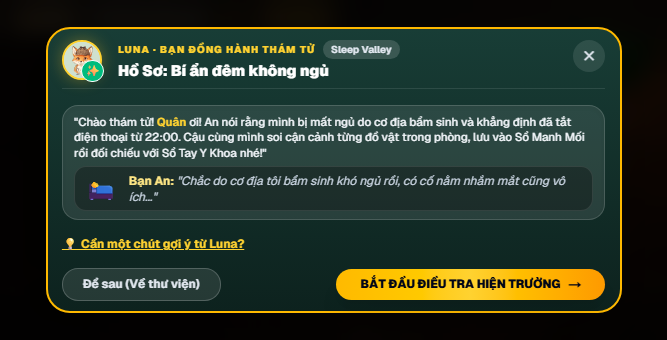 LUNA · BẠN ĐỒNG HÀNH THÁM TỬ Sleep Valley
Hồ Sơ: Bí ẩn đêm không ngủ
"Chào thám tử! Quân ơi! An nói rằng mình bị mất ngủ do cơ địa bẩm sinh và khẳng định đã tắt
điện thoại từ 22:00. Cậu cùng mình soi cận cảnh từng đồ vật trong phòng, lưu vào Sổ Manh Mối
rồi đối chiếu với Sổ Tay Y Khoa nhé!"
Bạn An: "Chắc do cơ địa tôi bẩm sinh khó ngủ rồi, có cố nằm nhắm mắt cũng vô
ích..."
Cần một chút gợi ý từ Luna?
Để sau (Về thư viện)
BẮT ĐẦU ĐIỀU TRA HIỆN TRƯỜNG →